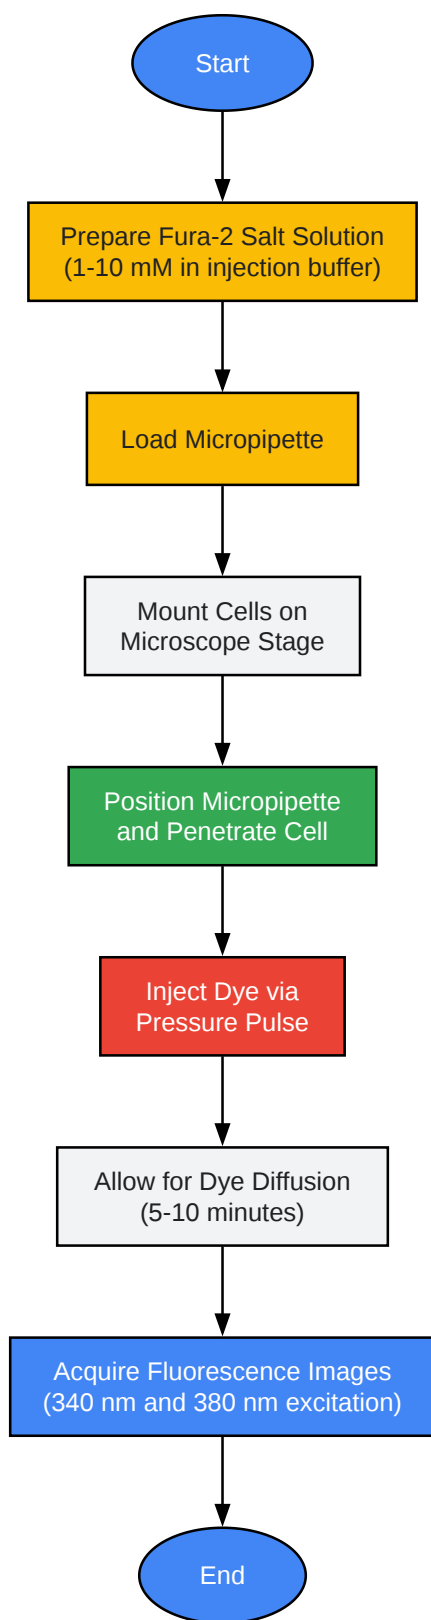 Start
Prepare Fura-2 Salt Solution
(1-10 mM in injection buffer)
Load Micropipette
Mount Cells on
Microscope Stage
Position Micropipette
and Penetrate Cell
Inject Dye via
Pressure Pulse
Allow for Dye Diffusion
(5-10 minutes)
Acquire Fluorescence Images
(340 nm and 380 nm excitation)
End